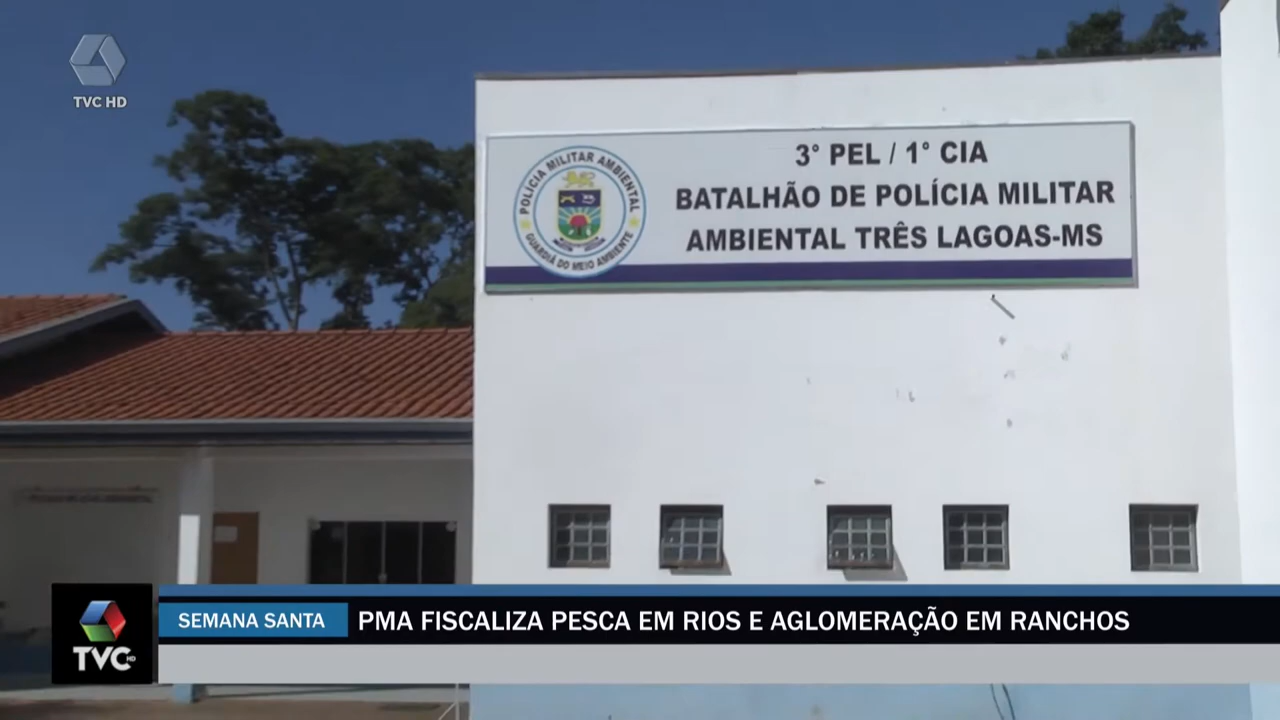 TVC HD
3° PEL / 1° CIA
BATALHÃO DE POLÍCIA MILITAR
AMBIENTAL TRÊS LAGOAS-MS
POLÍCIA MILITAR AMBIENTAL
GUARDIÃ DO MEIO AMBIENTE
SEMANA SANTA
PMA FISCALIZA PESCA EM RIOS E AGLOMERAÇÃO EM RANCHOS
TVC HD